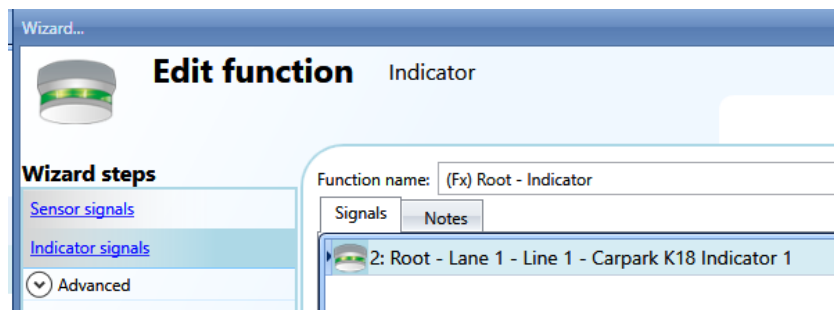 Wizard...
Edit function Indicator
Wizard steps
Sensor signals
Indicator signals
Advanced
Function name: (Fx) Root - Indicator
Signals Notes
2: Root - Lane 1 - Line 1 - Carpark K18 Indicator 1